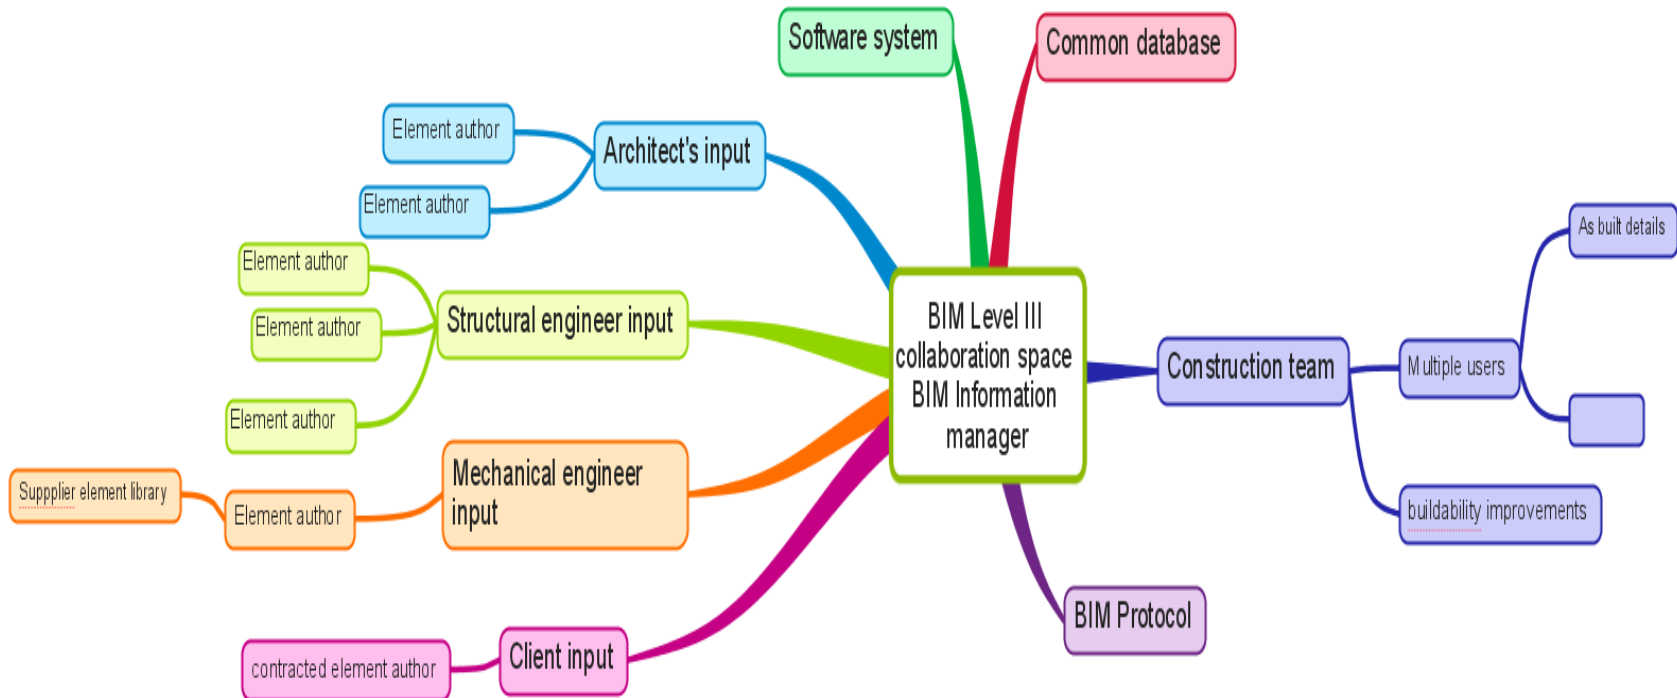 Software system
Common database
Element author
Architect's input
Element author
Element author
Element author
Structural engineer input
Element author
BIM Level III
collaboration space
BIM Information
manager
As built details
Construction team
Multiple users
buildability improvements
Mechanical engineer
input
Suppplier element library
Element author
BIM Protocol
Client input
contracted element author